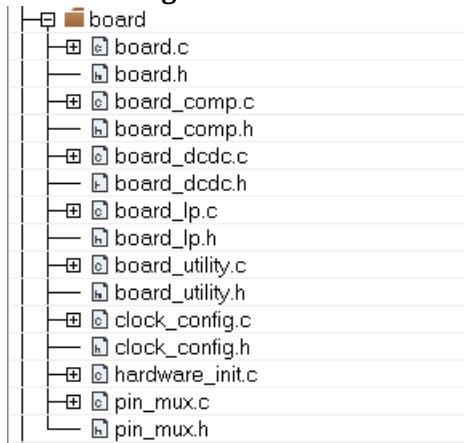 board
board.c
board.h
board_comp.c
board_comp.h
board_dcdc.c
board_dcdc.h
board_lp.c
board_lp.h
board_utility.c
board_utility.h
clock_config.c
clock_config.h
hardware_init.c
pin_mux.c
pin_mux.h